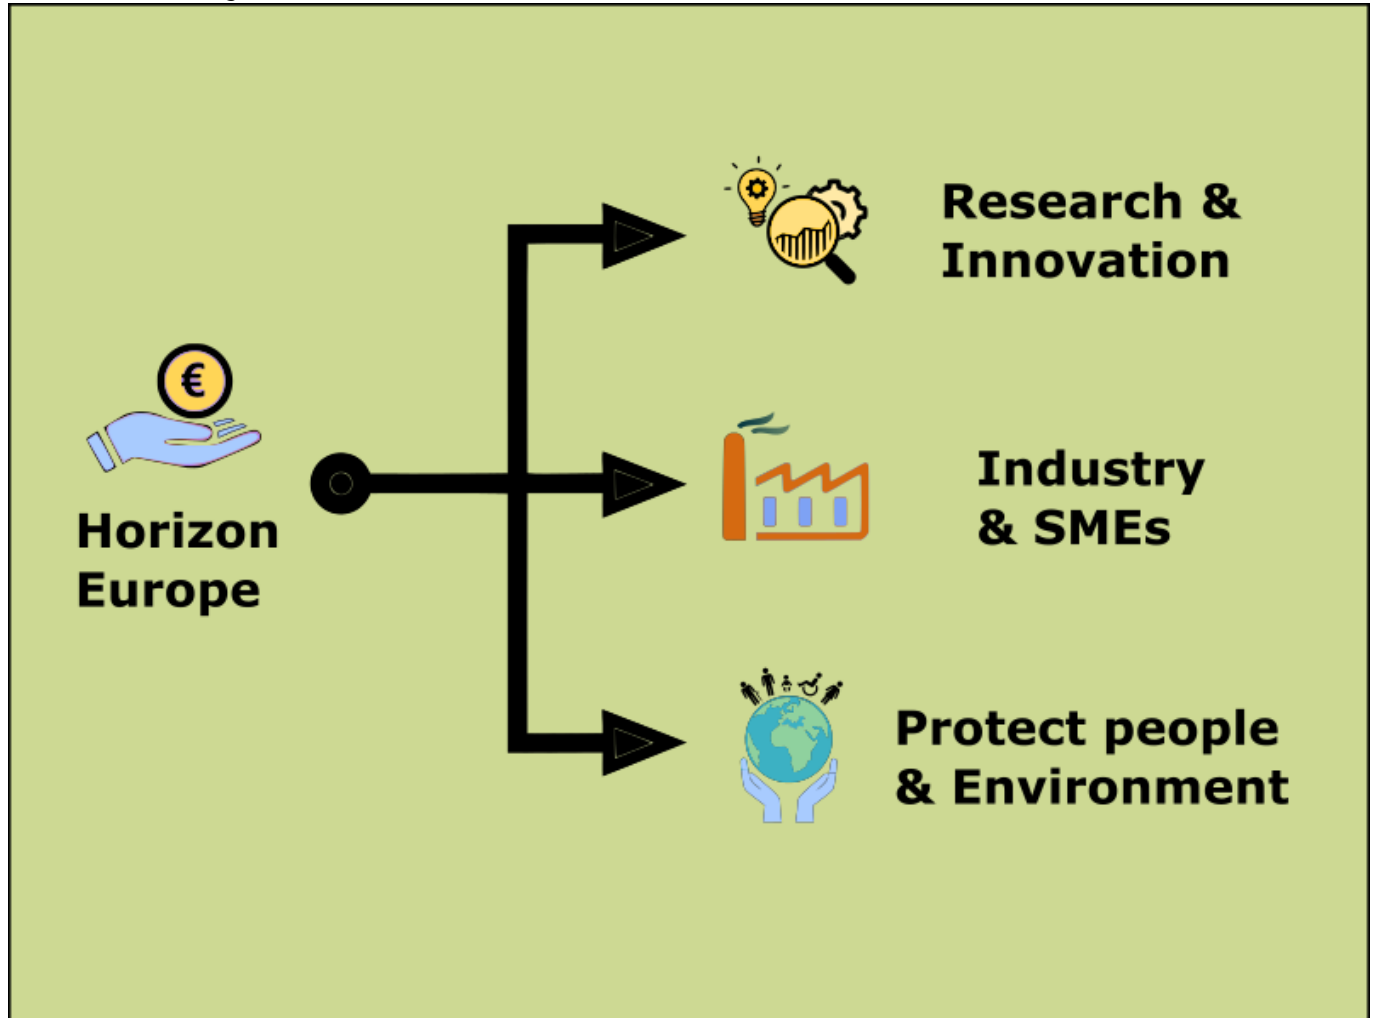 Horizon
Europe
Research &
Innovation
Industry
& SMEs
Protect people
& Environment
€